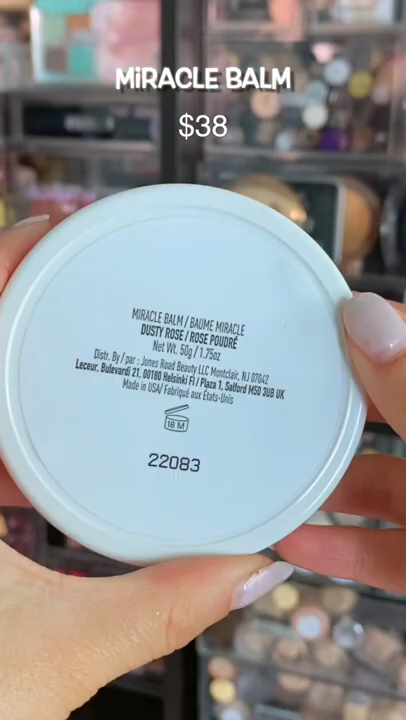 MiRACLE BALM
$38
MIRACLE BALM / BAUME MIRACLE
DUSTY ROSE / ROSE POUDRÉ
Net Wt. 50g / 1.75oz
Distr. By / par : Jones Road Beauty LLC Montclair, NJ 07042
Leceur, Bulevardi 21, 00180 Helsinki Fi / Plaza 1, Salford M50 3UB UK
Made in USA/ Fabriqué aux États-Unis
18 M
22083